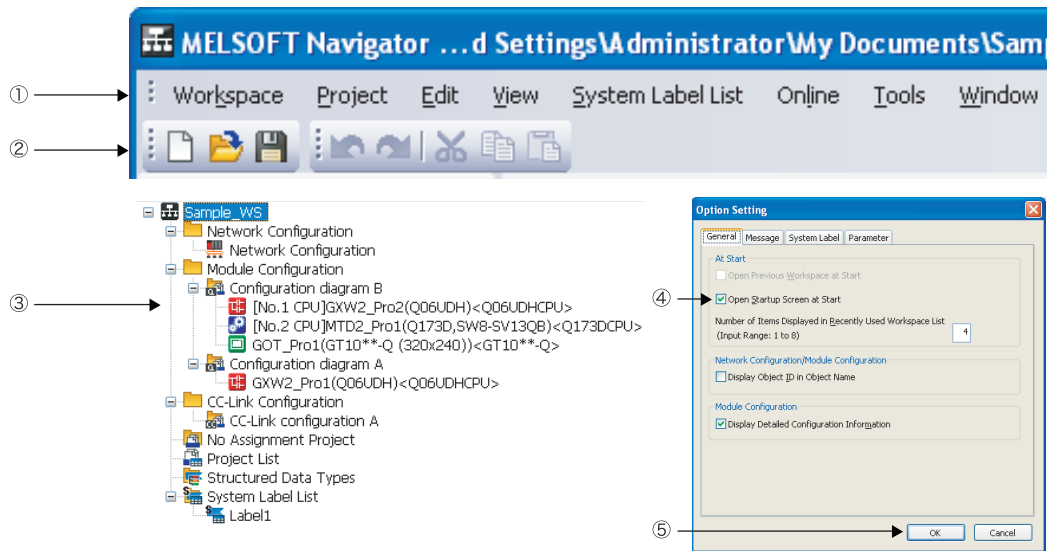 MELSOFT Navigator ...d Settings\Administrator\My Documents\Sam
① Workspace Project Edit View System Label List Online Tools Window
②
Sample_WS
Network Configuration
Network Configuration
Module Configuration
③ Configuration diagram B
[No.1 CPU]GXW2_Pro2(Q06UDH)<Q06UDHCPU>
[No.2 CPU]MTD2_Pro1(Q173D,SW8-SV13QB)<Q173DCPU>
GOT_Pro1(GT10**-Q (320x240))<GT10**-Q>
Configuration diagram A
GXW2_Pro1(Q06UDH)<Q06UDHCPU>
CC-Link Configuration
CC-Link configuration A
No Assignment Project
Project List
Structured Data Types
System Label List
Label1
Option Setting
General Message System Label Parameter
At Start
Open Previous Workspace at Start
④ Open Startup Screen at Start
Number of Items Displayed in Recently Used Workspace List
(Input Range: 1 to 8) 4
Network Configuration/Module Configuration
Display Object ID in Object Name
Module Configuration
Display Detailed Configuration Information
⑤ OK Cancel